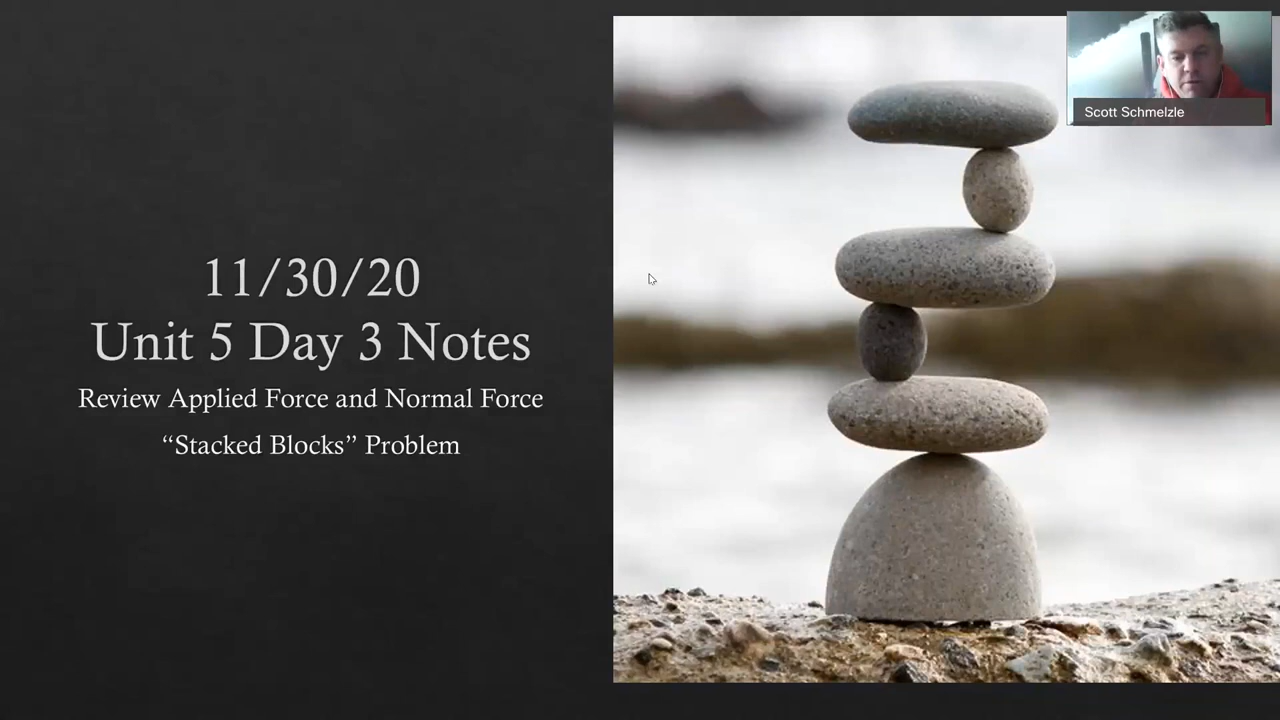 11/30/20
Unit 5 Day 3 Notes
Review Applied Force and Normal Force
“Stacked Blocks” Problem
Scott Schmelzle